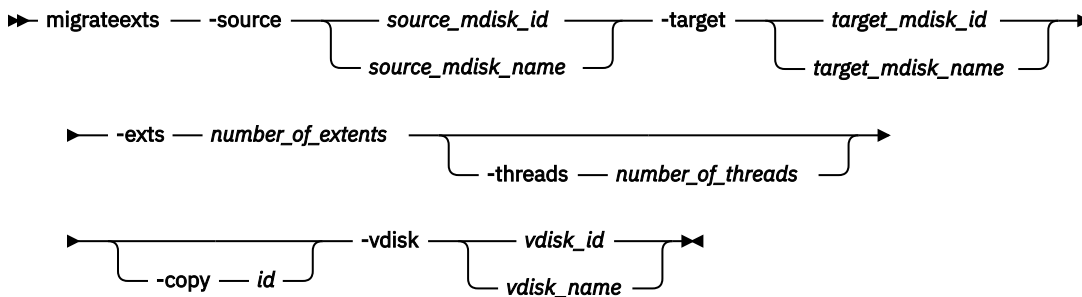 migrateexts -source source_mdisk_id -target target_mdisk_id
source_mdisk_name target_mdisk_name
-exts number_of_extents
-threads number_of_threads
-vdisk vdisk_id
-copy id vdisk_name